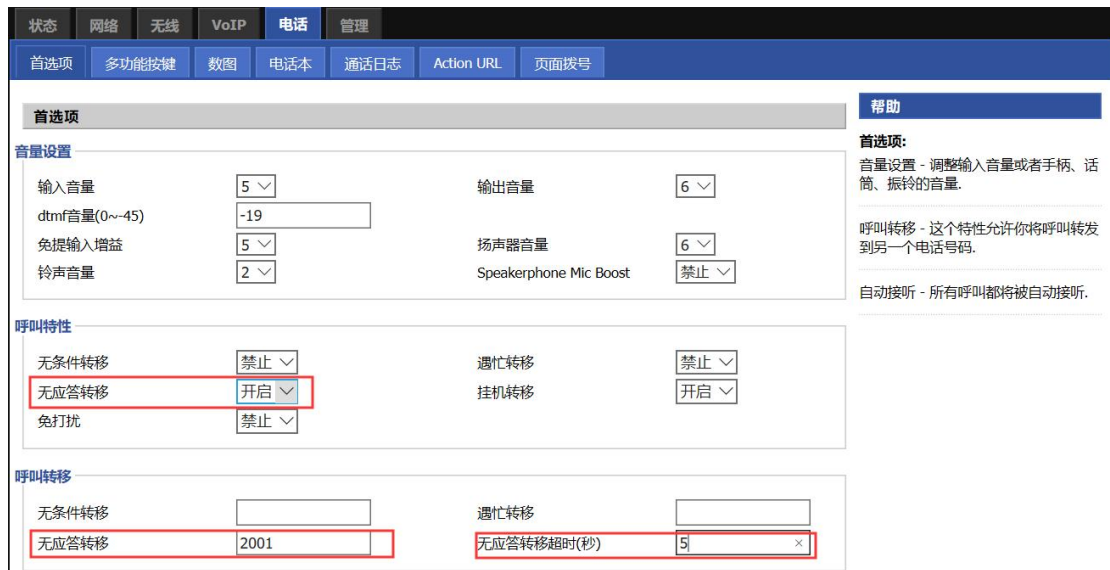 状态 网络 无线 VoIP 电话 管理
首选项 多功能按键 数图 电话本 通话日志 Action URL 页面拨号
首选项
音量设置
输入音量 5 输出音量 6
dtmf音量(0~-45) -19
免提输入增益 5 扬声器音量 6
铃声音量 2 Speakerphone Mic Boost 禁止
呼叫特性
无条件转移 禁止 遇忙转移 禁止
无应答转移 开启 挂机转移 开启
免打扰 禁止
呼叫转移
无条件转移 遇忙转移
无应答转移 2001 无应答转移超时(秒) 5 ×
帮助
首选项:
音量设置 - 调整输入音量或者手柄、话
筒、振铃的音量.
呼叫转移 - 这个特性允许你将呼叫转发
到另一个电话号码.
自动接听 - 所有呼叫都将被自动接听.